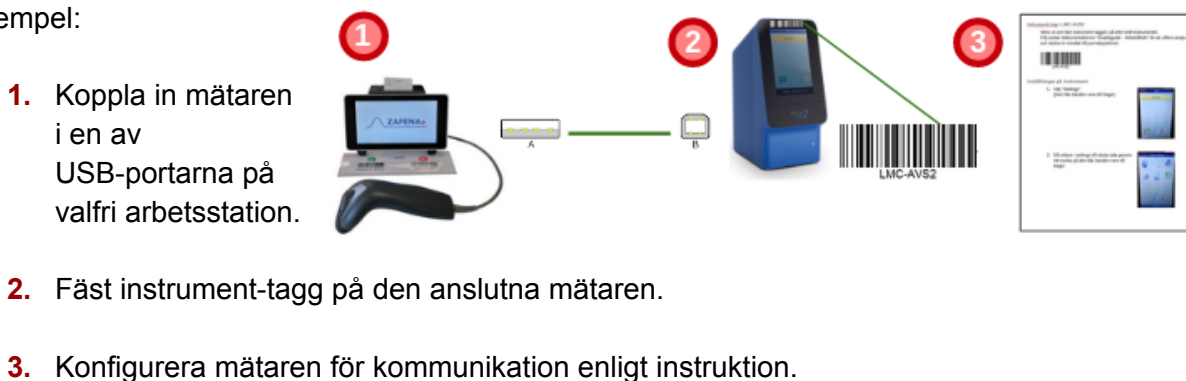 empel:
1
2
3
1. Koppla in mätaren
i en av
USB-portarna på
valfri arbetsstation.
ZAFENA
A
B
LMC-AVS2
2. Fäst instrument-tagg på den anslutna mätaren.
3. Konfigurera mätaren för kommunikation enligt instruktion.